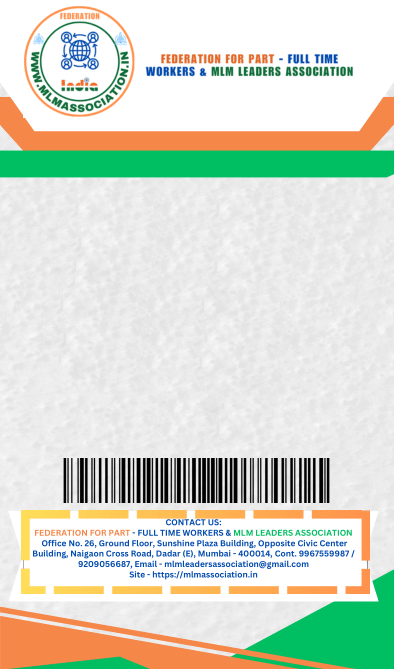 FEDERATION
WWW.MLMASSOCIATION.IN
India
FEDERATION FOR PART - FULL TIME
WORKERS & MLM LEADERS ASSOCIATION
CONTACT US:
FEDERATION FOR PART - FULL TIME WORKERS & MLM LEADERS ASSOCIATION
Office No. 26, Ground Floor, Sunshine Plaza Building, Opposite Civic Center
Building, Naigaon Cross Road, Dadar (E), Mumbai - 400014, Cont. 9967559987 /
9209056687, Email - mlmleadersassociation@gmail.com
Site - https://mlmassociation.in